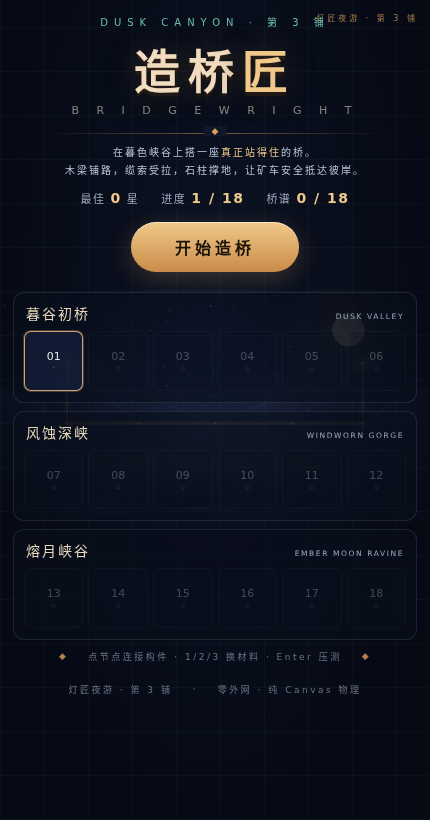 DUSK CANYON · 第 3 铺
灯匠夜游 · 第 3 铺
造桥匠
BRIDGEWRIGHT
在暮色峡谷上搭一座真正站得住的桥。
木梁铺路，缆索受拉，石柱撑地，让矿车安全抵达彼岸。
最佳 0 星 进度 1 / 18 桥谱 0 / 18
开始造桥
暮谷初桥 DUSK VALLEY
01 02 03 04 05 06
风蚀深峡 WINDWORN GORGE
07 08 09 10 11 12
熔月峡谷 EMBER MOON RAVINE
13 14 15 16 17 18
◆ 点节点连接构件 · 1/2/3 换材料 · Enter 压测 ◆
灯匠夜游 · 第 3 铺 · 零外网 · 纯 Canvas 物理